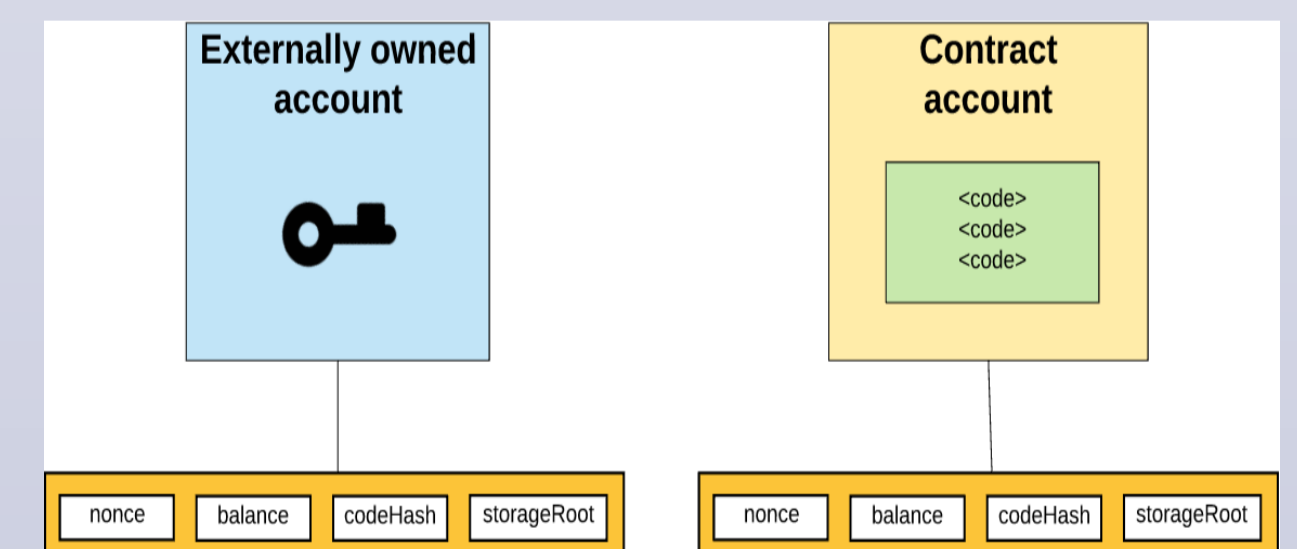 Externally owned
account
Contract
account
<code>
<code>
<code>
nonce balance codeHash storageRoot
nonce balance codeHash storageRoot